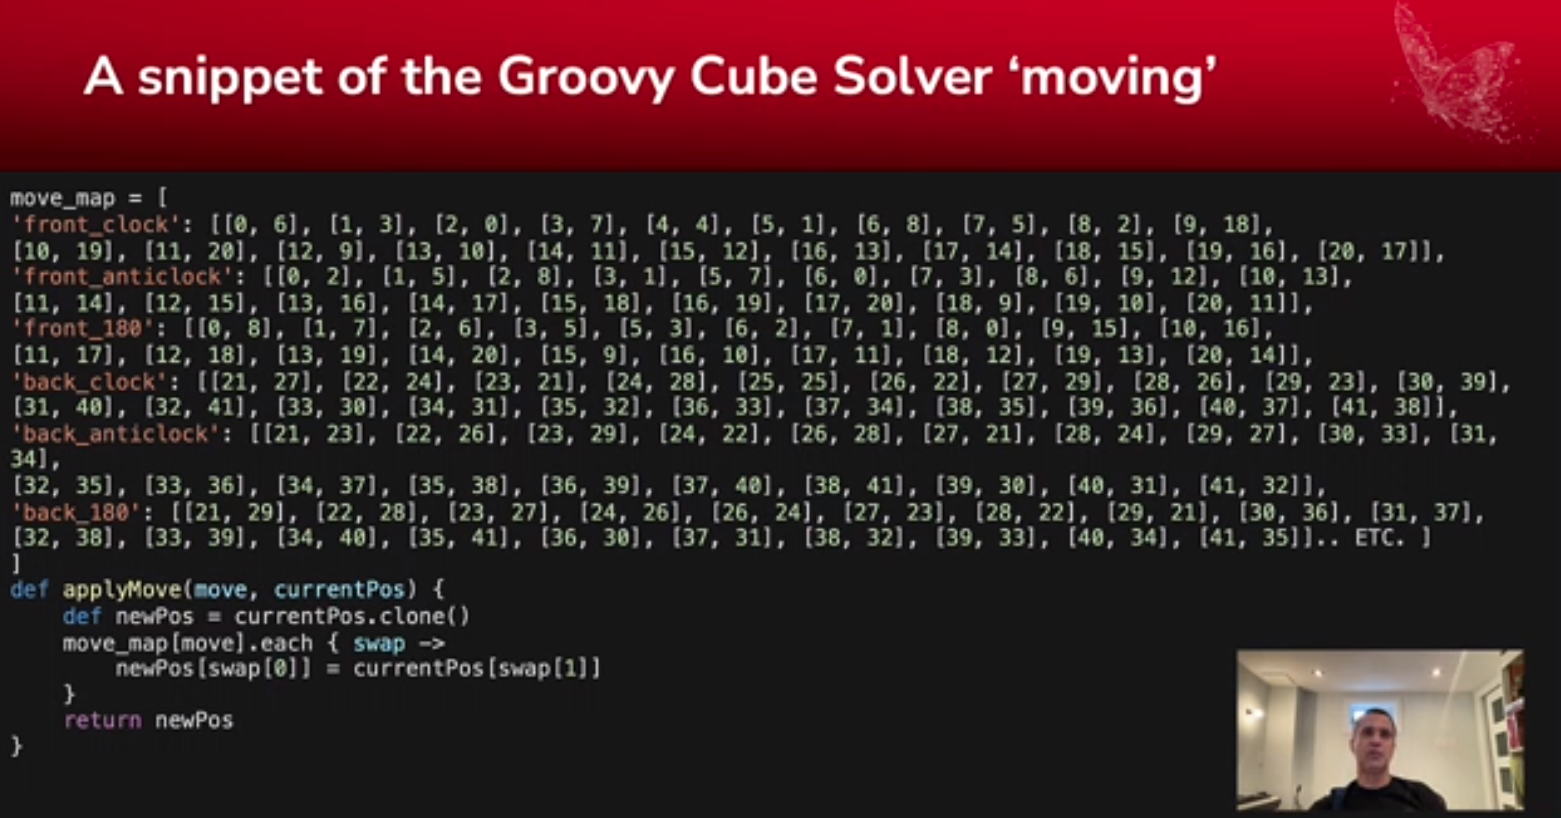 A snippet of the Groovy Cube Solver ‘moving’
move_map = [
'front_clock': [[0, 6], [1, 3], [2, 0], [3, 7], [4, 4], [5, 1], [6, 8], [7, 5], [8, 2], [9, 18],
[10, 19], [11, 20], [12, 9], [13, 10], [14, 11], [15, 12], [16, 13], [17, 14], [18, 15], [19, 16], [20, 17]],
'front_anticlock': [[0, 2], [1, 5], [2, 8], [3, 1], [5, 7], [6, 0], [7, 3], [8, 6], [9, 12], [10, 13],
[11, 14], [12, 15], [13, 16], [14, 17], [15, 18], [16, 19], [17, 20], [18, 9], [19, 10], [20, 11]],
'front_180': [[0, 8], [1, 7], [2, 6], [3, 5], [5, 3], [6, 2], [7, 1], [8, 0], [9, 15], [10, 16],
[11, 17], [12, 18], [13, 19], [14, 20], [15, 9], [16, 10], [17, 11], [18, 12], [19, 13], [20, 14]],
'back_clock': [[21, 27], [22, 24], [23, 21], [24, 28], [25, 25], [26, 22], [27, 29], [28, 26], [29, 23], [30, 39],
[31, 40], [32, 41], [33, 30], [34, 31], [35, 32], [36, 33], [37, 34], [38, 35], [39, 36], [40, 37], [41, 38]],
'back_anticlock': [[21, 23], [22, 26], [23, 29], [24, 22], [26, 28], [27, 21], [28, 24], [29, 27], [30, 33], [31,
34],
[32, 35], [33, 36], [34, 37], [35, 38], [36, 39], [37, 40], [38, 41], [39, 30], [40, 31], [41, 32]],
'back_180': [[21, 29], [22, 28], [23, 27], [24, 26], [26, 24], [27, 23], [28, 22], [29, 21], [30, 36], [31, 37],
[32, 38], [33, 39], [34, 40], [35, 41], [36, 30], [37, 31], [38, 32], [39, 33], [40, 34], [41, 35]].. ETC. ]
]
def applyMove(move, currentPos) {
    def newPos = currentPos.clone()
    move_map[move].each { swap ->
        newPos[swap[0]] = currentPos[swap[1]]
    }
    return newPos
}